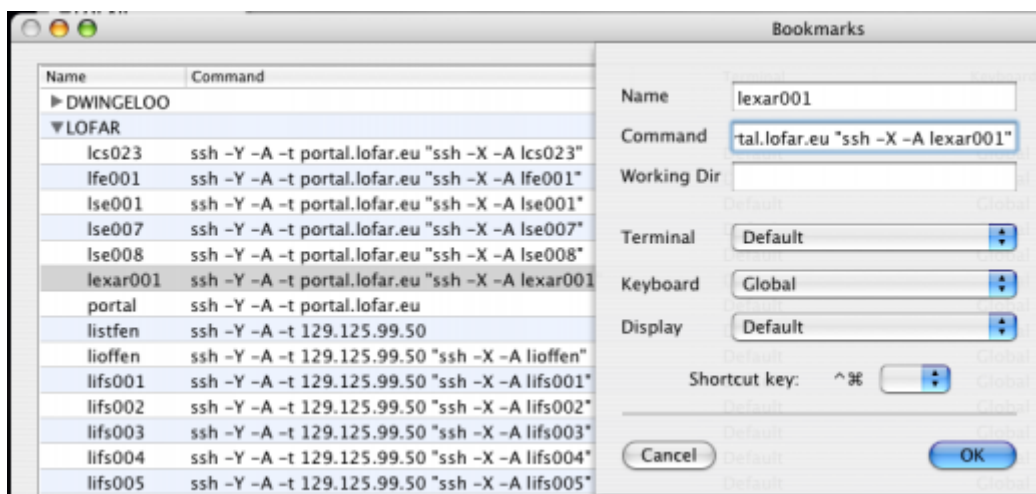 Bookmarks
Name Command
DWINGELOO
LOFAR
lcs023 ssh -Y -A -t portal.lofar.eu "ssh -X -A lcs023"
lfe001 ssh -Y -A -t portal.lofar.eu "ssh -X -A lfe001"
lse001 ssh -Y -A -t portal.lofar.eu "ssh -X -A lse001"
lse007 ssh -Y -A -t portal.lofar.eu "ssh -X -A lse007"
lse008 ssh -Y -A -t portal.lofar.eu "ssh -X -A lse008"
lexar001 ssh -Y -A -t portal.lofar.eu "ssh -X -A lexar001
portal ssh -Y -A -t portal.lofar.eu
listfen ssh -Y -A -t 129.125.99.50
lioffen ssh -Y -A -t 129.125.99.50 "ssh -X -A lioffen"
lifs001 ssh -Y -A -t 129.125.99.50 "ssh -X -A lifs001"
lifs002 ssh -Y -A -t 129.125.99.50 "ssh -X -A lifs002"
lifs003 ssh -Y -A -t 129.125.99.50 "ssh -X -A lifs003"
lifs004 ssh -Y -A -t 129.125.99.50 "ssh -X -A lifs004"
lifs005 ssh -Y -A -t 129.125.99.50 "ssh -X -A lifs005"
Name lexar001
Command rtal.lofar.eu "ssh -X -A lexar001"
Working Dir
Terminal Default
Keyboard Global
Display Default
Shortcut key: ^⌘
Cancel OK